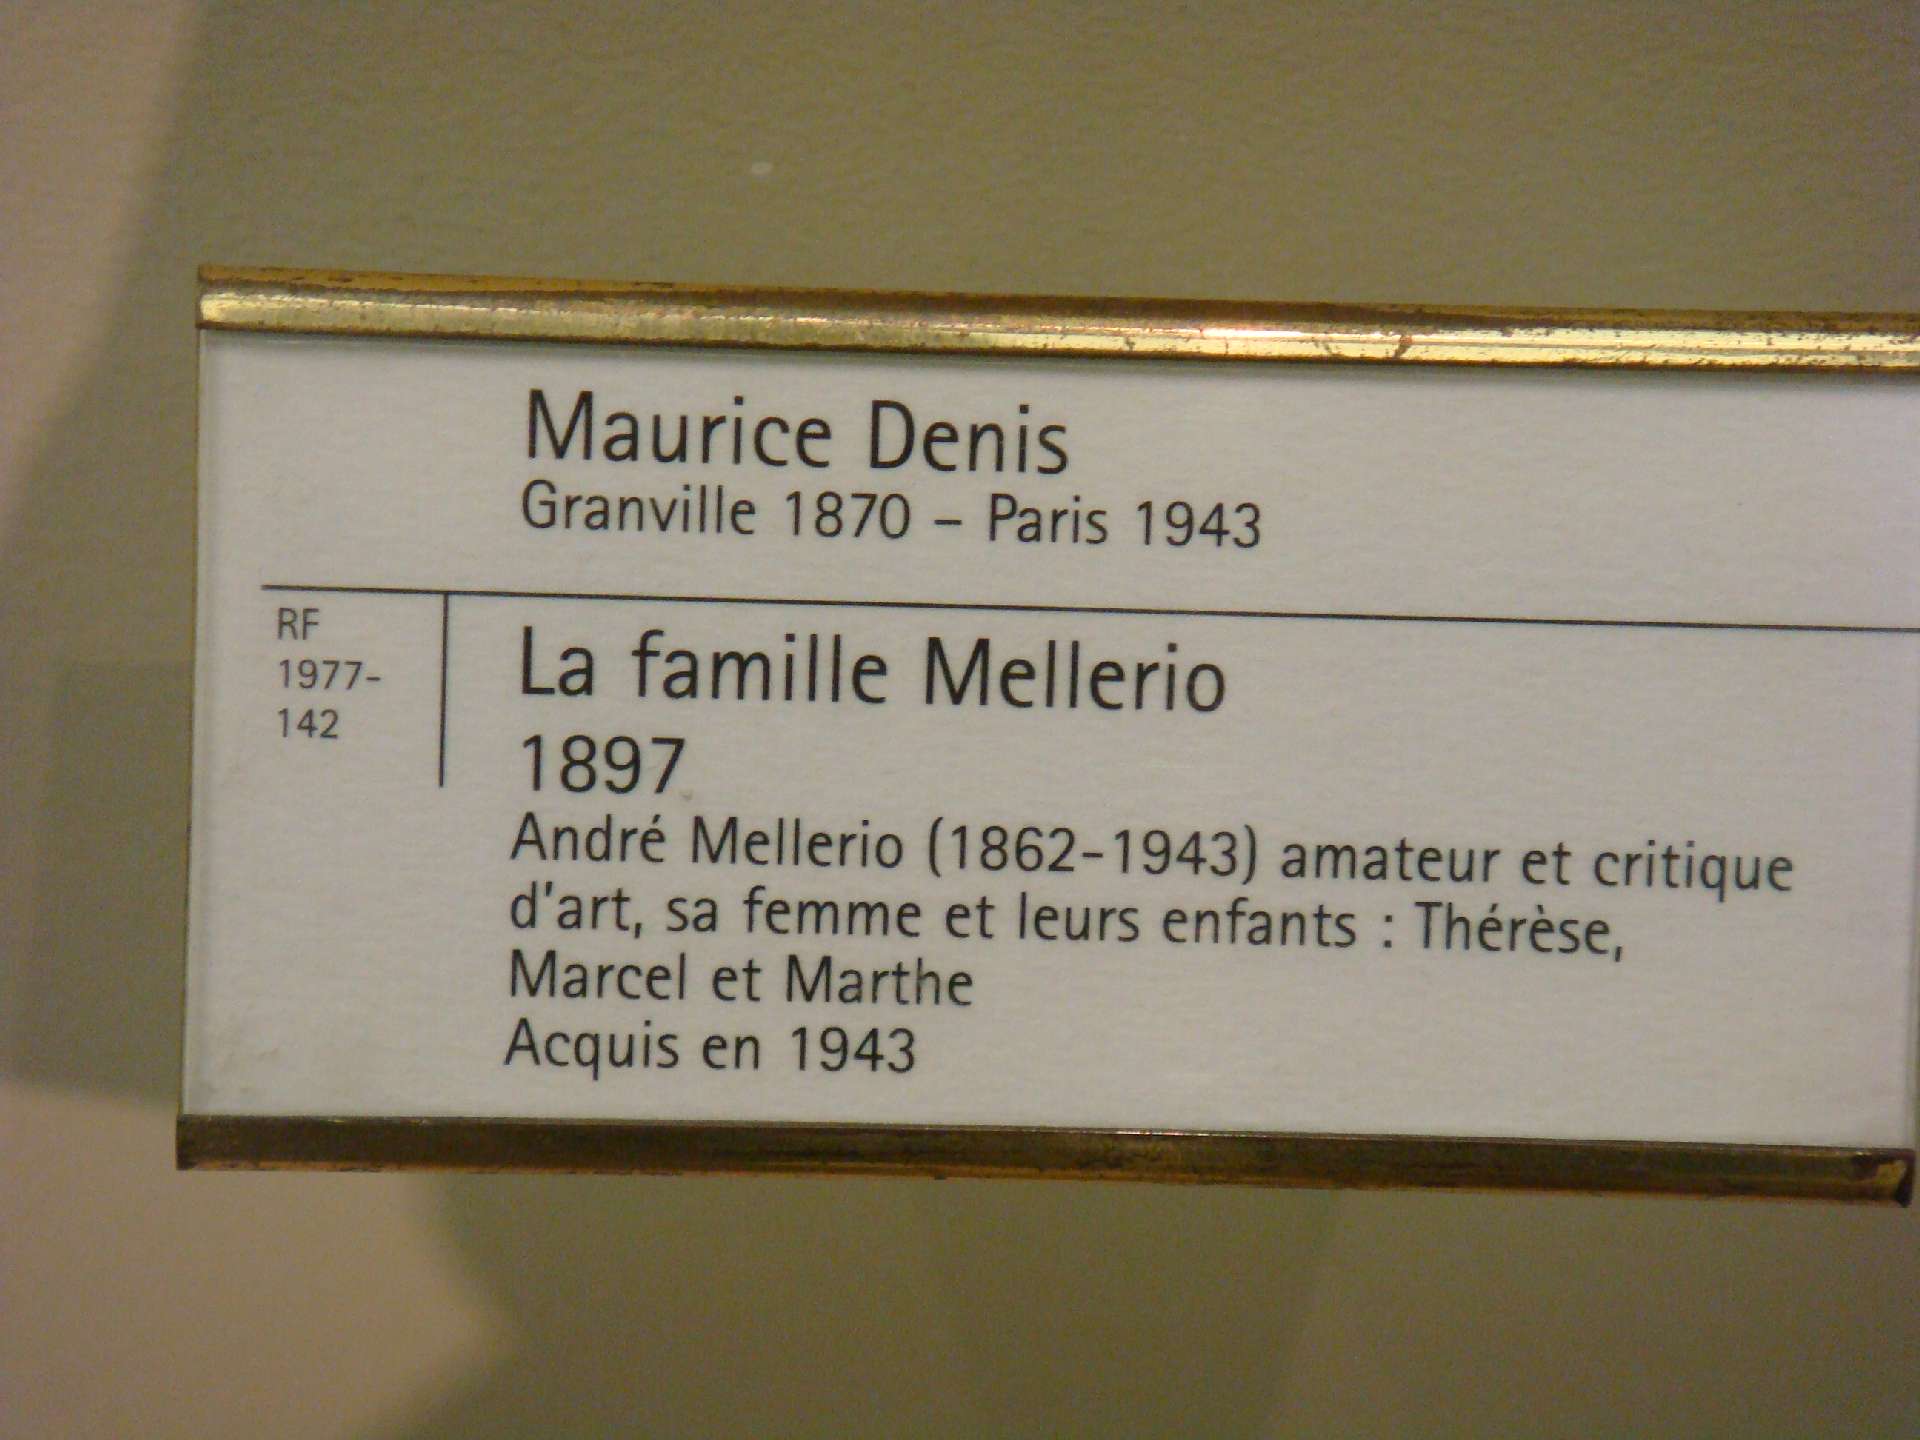 Maurice Denis
Granville 1870 – Paris 1943
RF
1977-
142
La famille Mellerio
1897
André Mellerio (1862-1943) amateur et critique
d'art, sa femme et leurs enfants : Thérèse,
Marcel et Marthe
Acquis en 1943